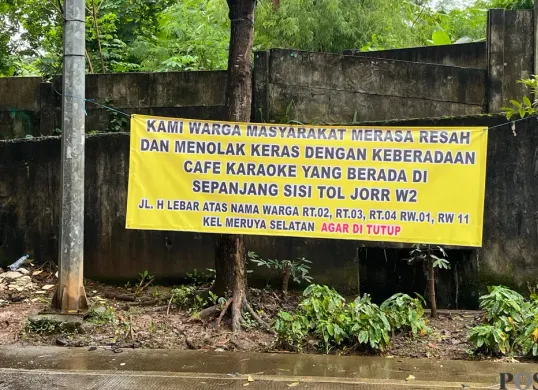 KAMI WARGA MASYARAKAT MERASA RESAH
DAN MENOLAK KERAS DENGAN KEBERADAAN
CAFE KARAOKE YANG BERADA DI
SEPANJANG SISI TOL JORR W2
JL. H LEBAR ATAS NAMA WARGA RT.02, RT.03, RT.04 RW.01, RW 11
KEL MERUYA SELATAN AGAR DI TUTUP